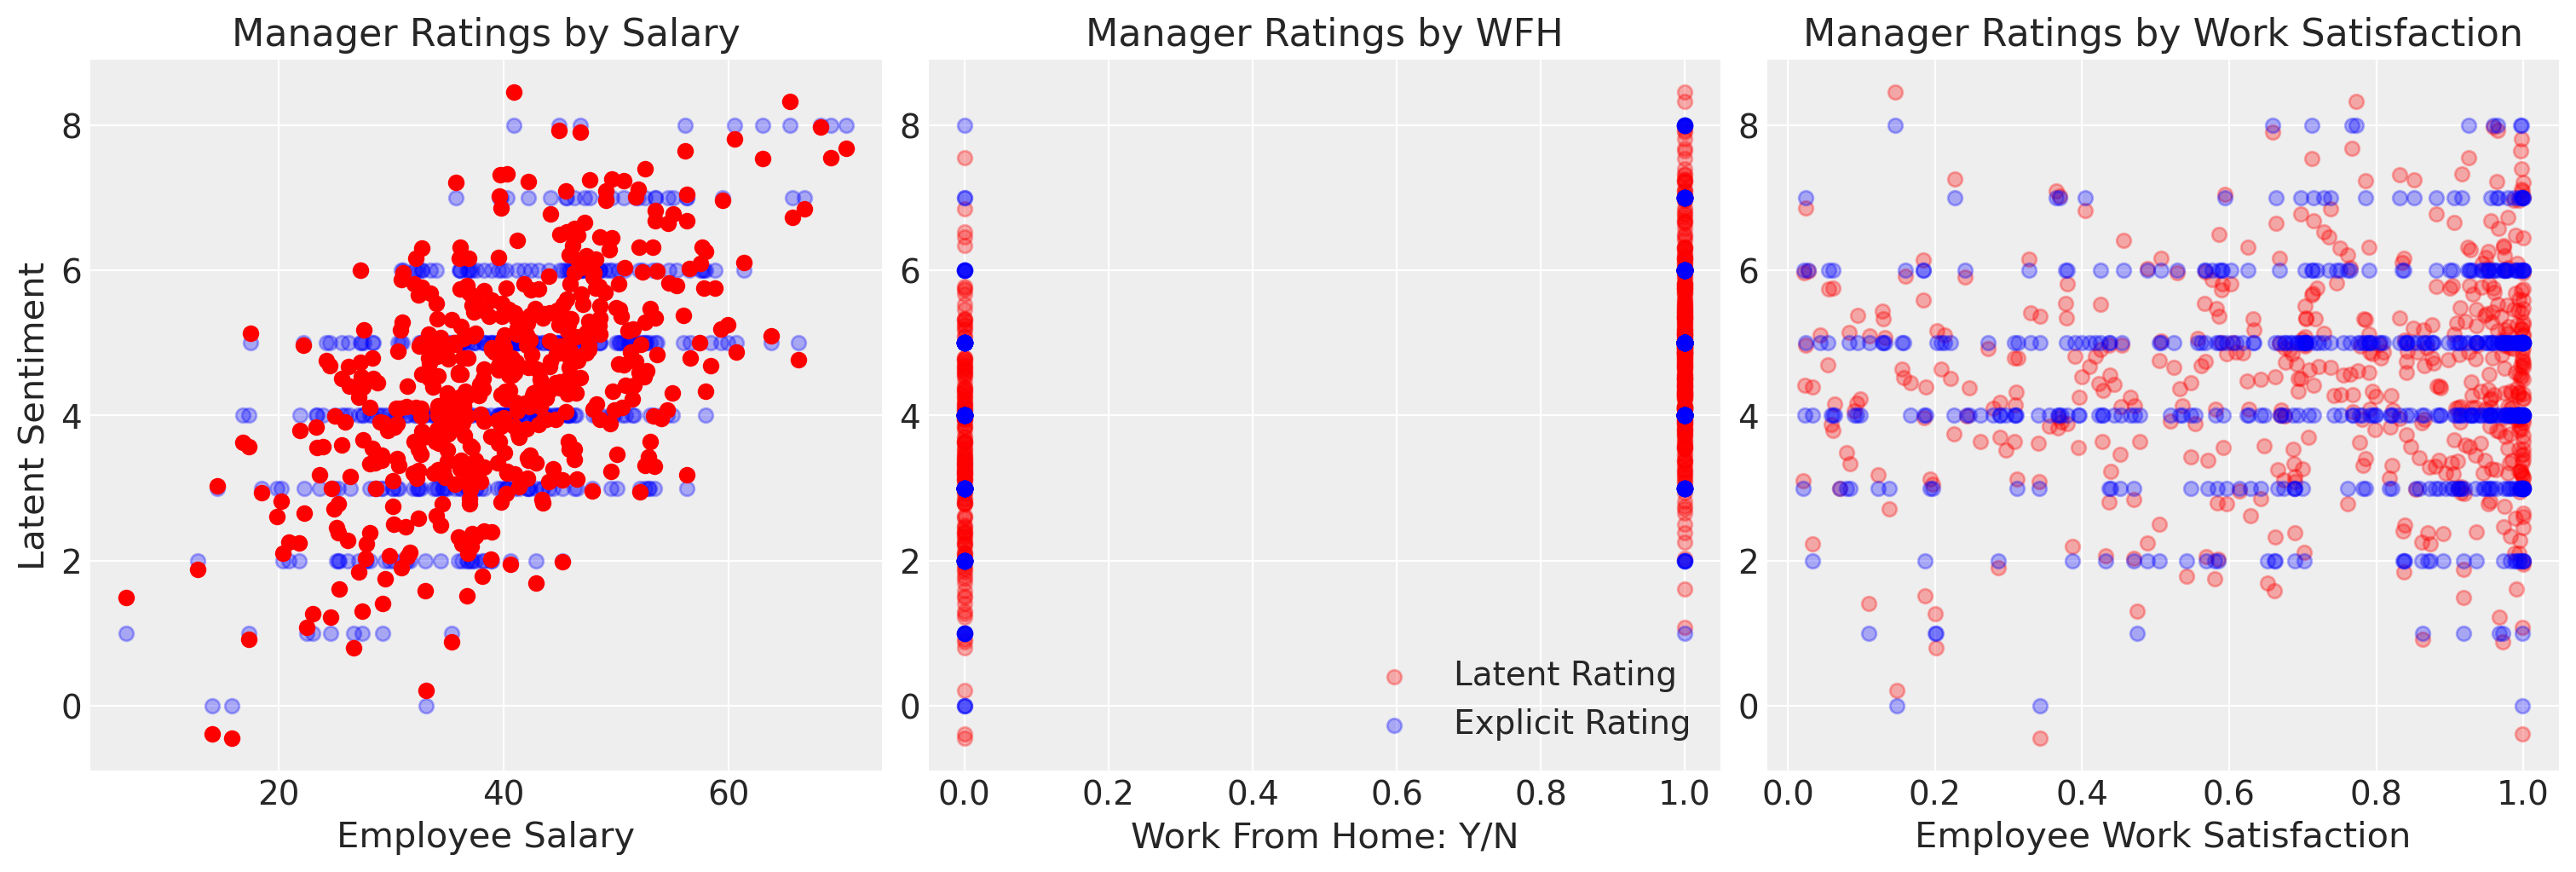 Manager Ratings by Salary
Manager Ratings by WFH
Manager Ratings by Work Satisfaction
Latent Sentiment
8
6
4
2
0
20 40 60
Employee Salary
8
6
4
2
0
Latent Rating
Explicit Rating
0.0 0.2 0.4 0.6 0.8 1.0
Work From Home: Y/N
8
6
4
2
0
0.0 0.2 0.4 0.6 0.8 1.0
Employee Work Satisfaction